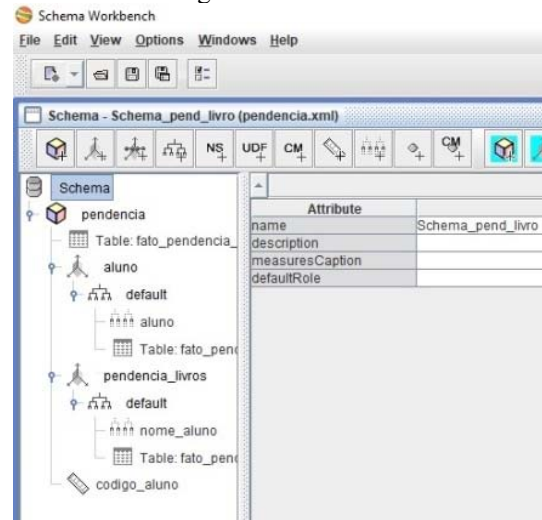 Schema Workbench
File Edit View Options Windows Help
Schema - Schema_pend_livro (pendencia.xml)
NS UDF CM CM
Schema
pendencia
Table: fato_pendencia_
aluno
default
aluno
Table: fato_pend
pendencia_livros
default
nome_aluno
Table: fato_pend
codigo_aluno
Attribute
name Schema_pend_livro
description
measuresCaption
defaultRole